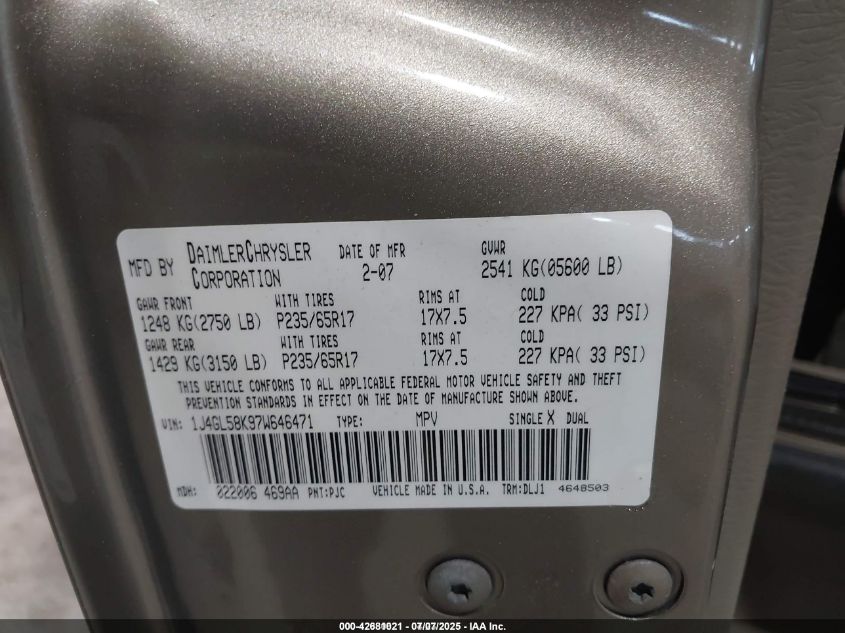 MFD BY DAIMLERCHRYSLER CORPORATION DATE OF MFR 2-07 GVWR 2541 KG(05600 LB)
GAWR FRONT WITH TIRES RIMS AT COLD
1248 KG(2750 LB) P235/65R17 17X7.5 227 KPA( 33 PSI)
GAWR REAR WITH TIRES RIMS AT COLD
1429 KG(3150 LB) P235/65R17 17X7.5 227 KPA( 33 PSI)
THIS VEHICLE CONFORMS TO ALL APPLICABLE FEDERAL MOTOR VEHICLE SAFETY AND THEFT
PREVENTION STANDARDS IN EFFECT ON THE DATE OF MANUFACTURE SHOWN ABOVE.
VIN: 1J4GL58K97W646471 TYPE: MPV SINGLE X DUAL
MDH: 022006 469AA PNT:PJC VEHICLE MADE IN U.S.A. TRM:DLJ1 4648503
07/07/2025 - IAA Inc.